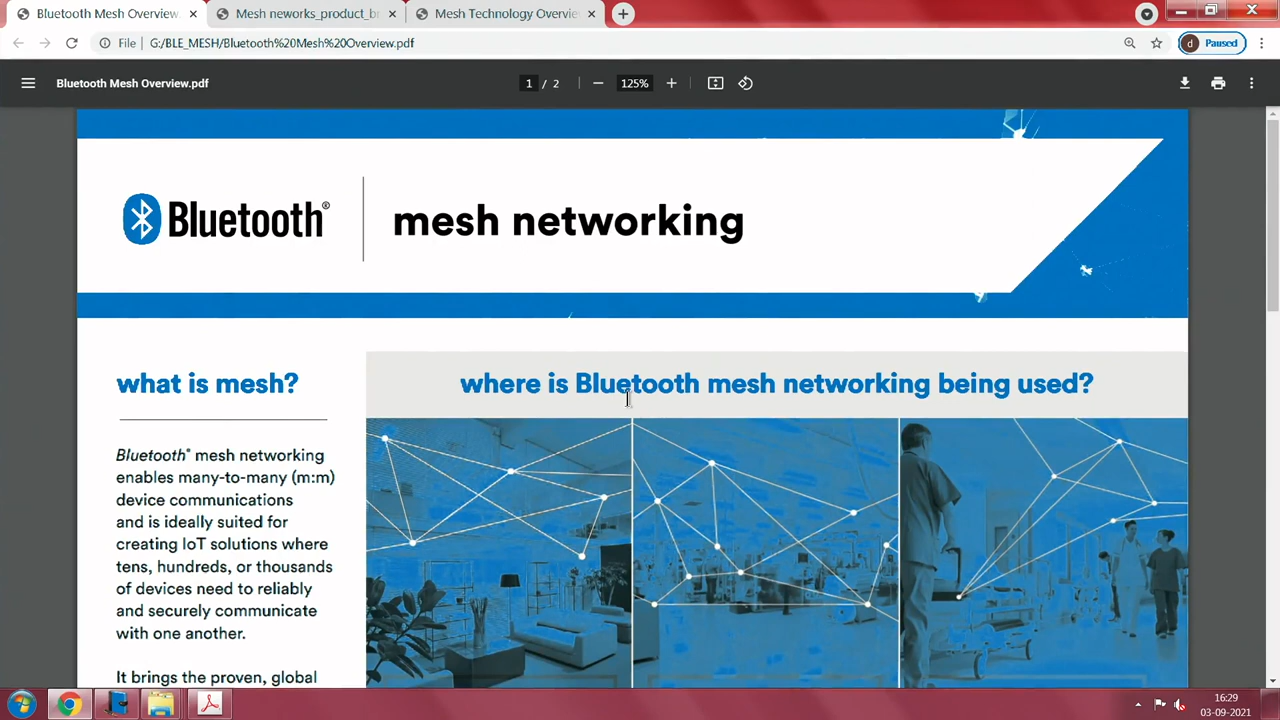 Bluetooth Mesh Overview.
Mesh neworks_product_br
Mesh Technology Overvie
File
G:/BLE_MESH/Bluetooth%20Mesh%20Overview.pdf
d
Paused
Bluetooth Mesh Overview.pdf
1 / 2
125%
Bluetooth®
mesh networking
what is mesh?
where is Bluetooth mesh networking being used?
Bluetooth® mesh networking
enables many-to-many (m:m)
device communications
and is ideally suited for
creating IoT solutions where
tens, hundreds, or thousands
of devices need to reliably
and securely communicate
with one another.
It brings the proven, global
16:29
03-09-2021